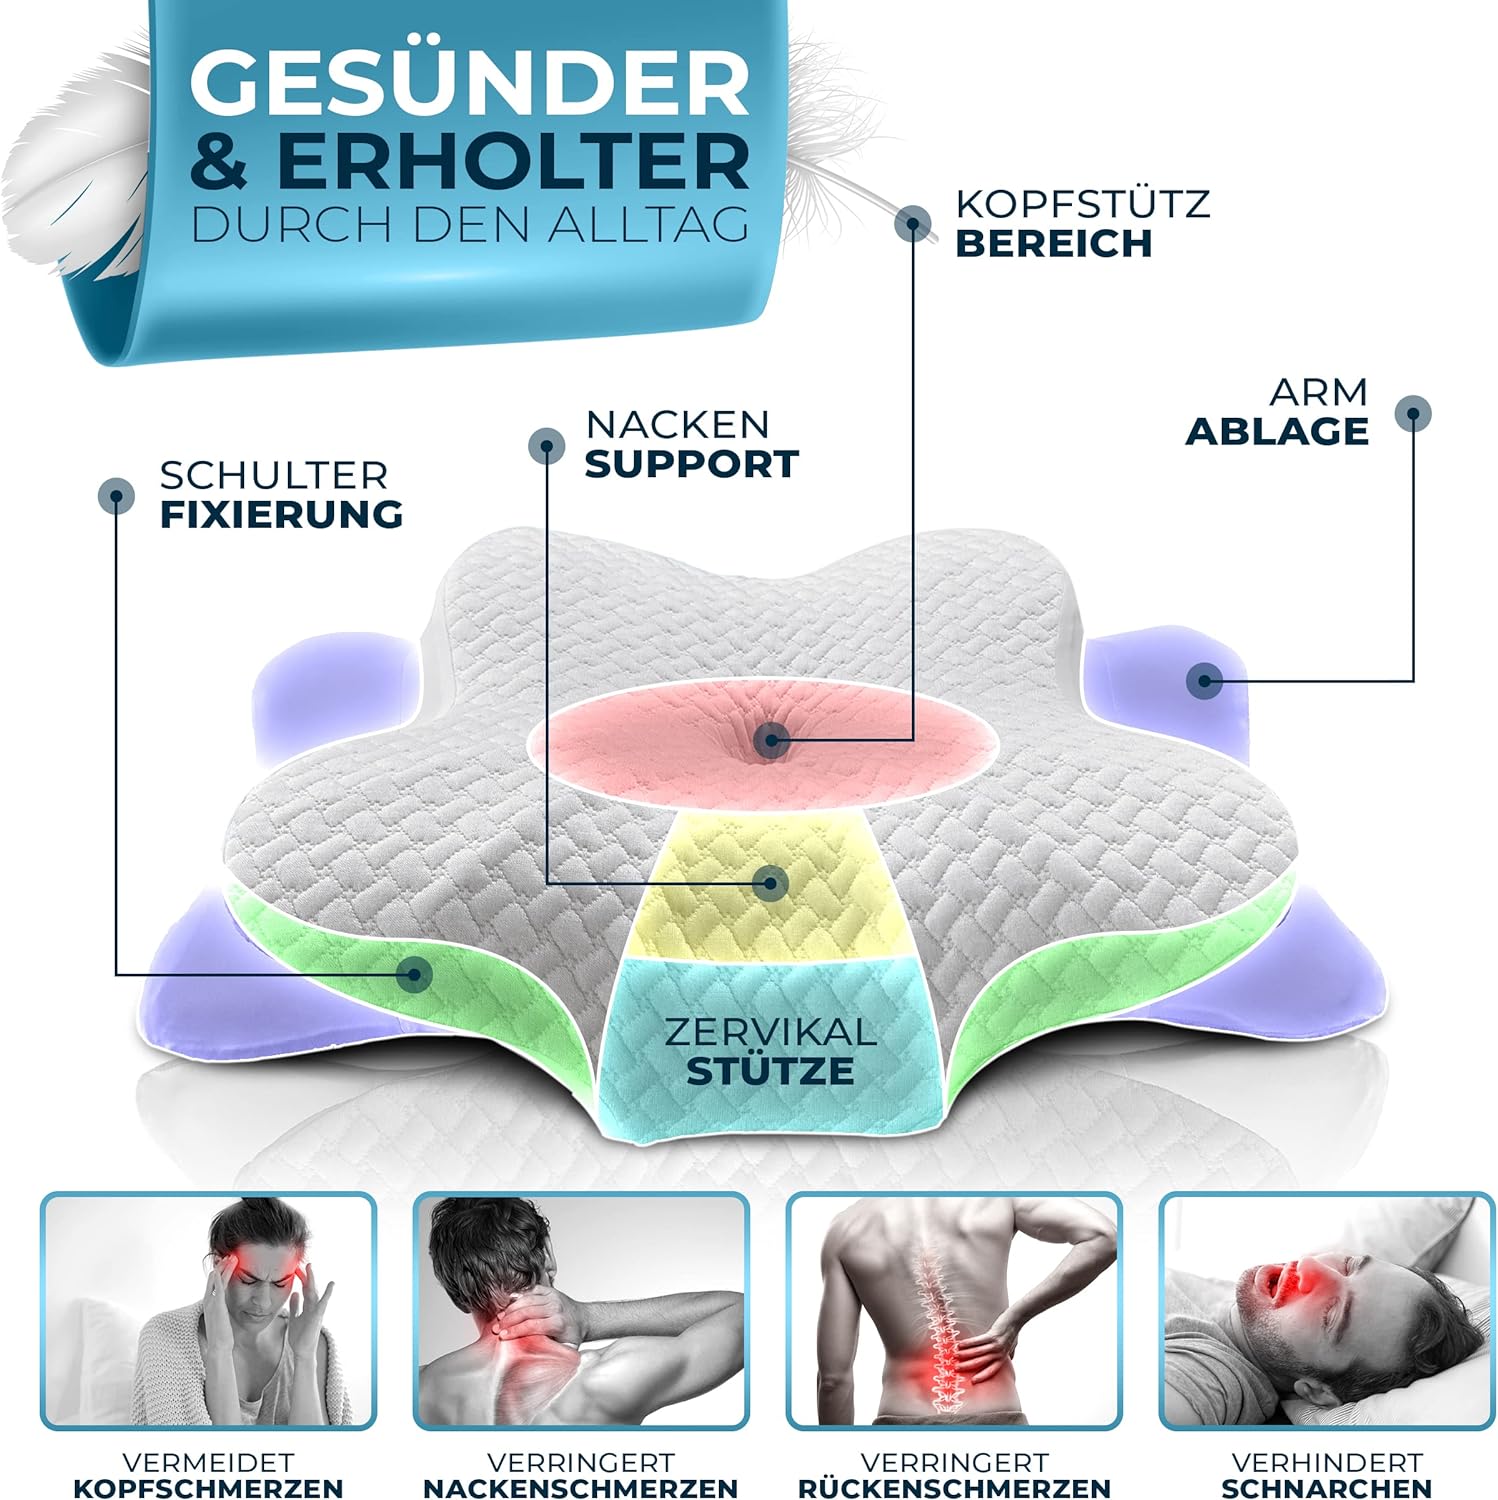 GESÜNDER
& ERHOLTER
DURCH DEN ALLTAG
KOPFSTÜTZ
BEREICH
ARM
ABLAGE
NACKEN
SUPPORT
SCHULTER
FIXIERUNG
ZERVIKAL
STÜTZE
VERMEIDET
KOPFSCHMERZEN
VERRINGERT
NACKENSCHMERZEN
VERRINGERT
RÜCKENSCHMERZEN
VERHINDERT
SCHNARCHEN